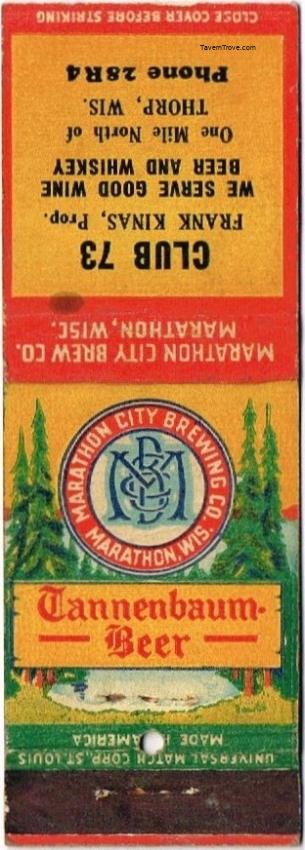 CLOSE COVER BEFORE STRIKING
TavernTrove.com
CLUB 73
FRANK KINAS, Prop.
WE SERVE GOOD WINE
BEER AND WHISKEY
One Mile North of
THORP, WIS.
Phone 28R4
MARATHON CITY BREW CO.
MARATHON, WISC.
MARATHON CITY BREWING CO.
MBC
MARATHON, WIS.
Tannenbaum-
Beer
MADE IN AMERICA
UNIVERSAL MATCH CORP., ST. LOUIS